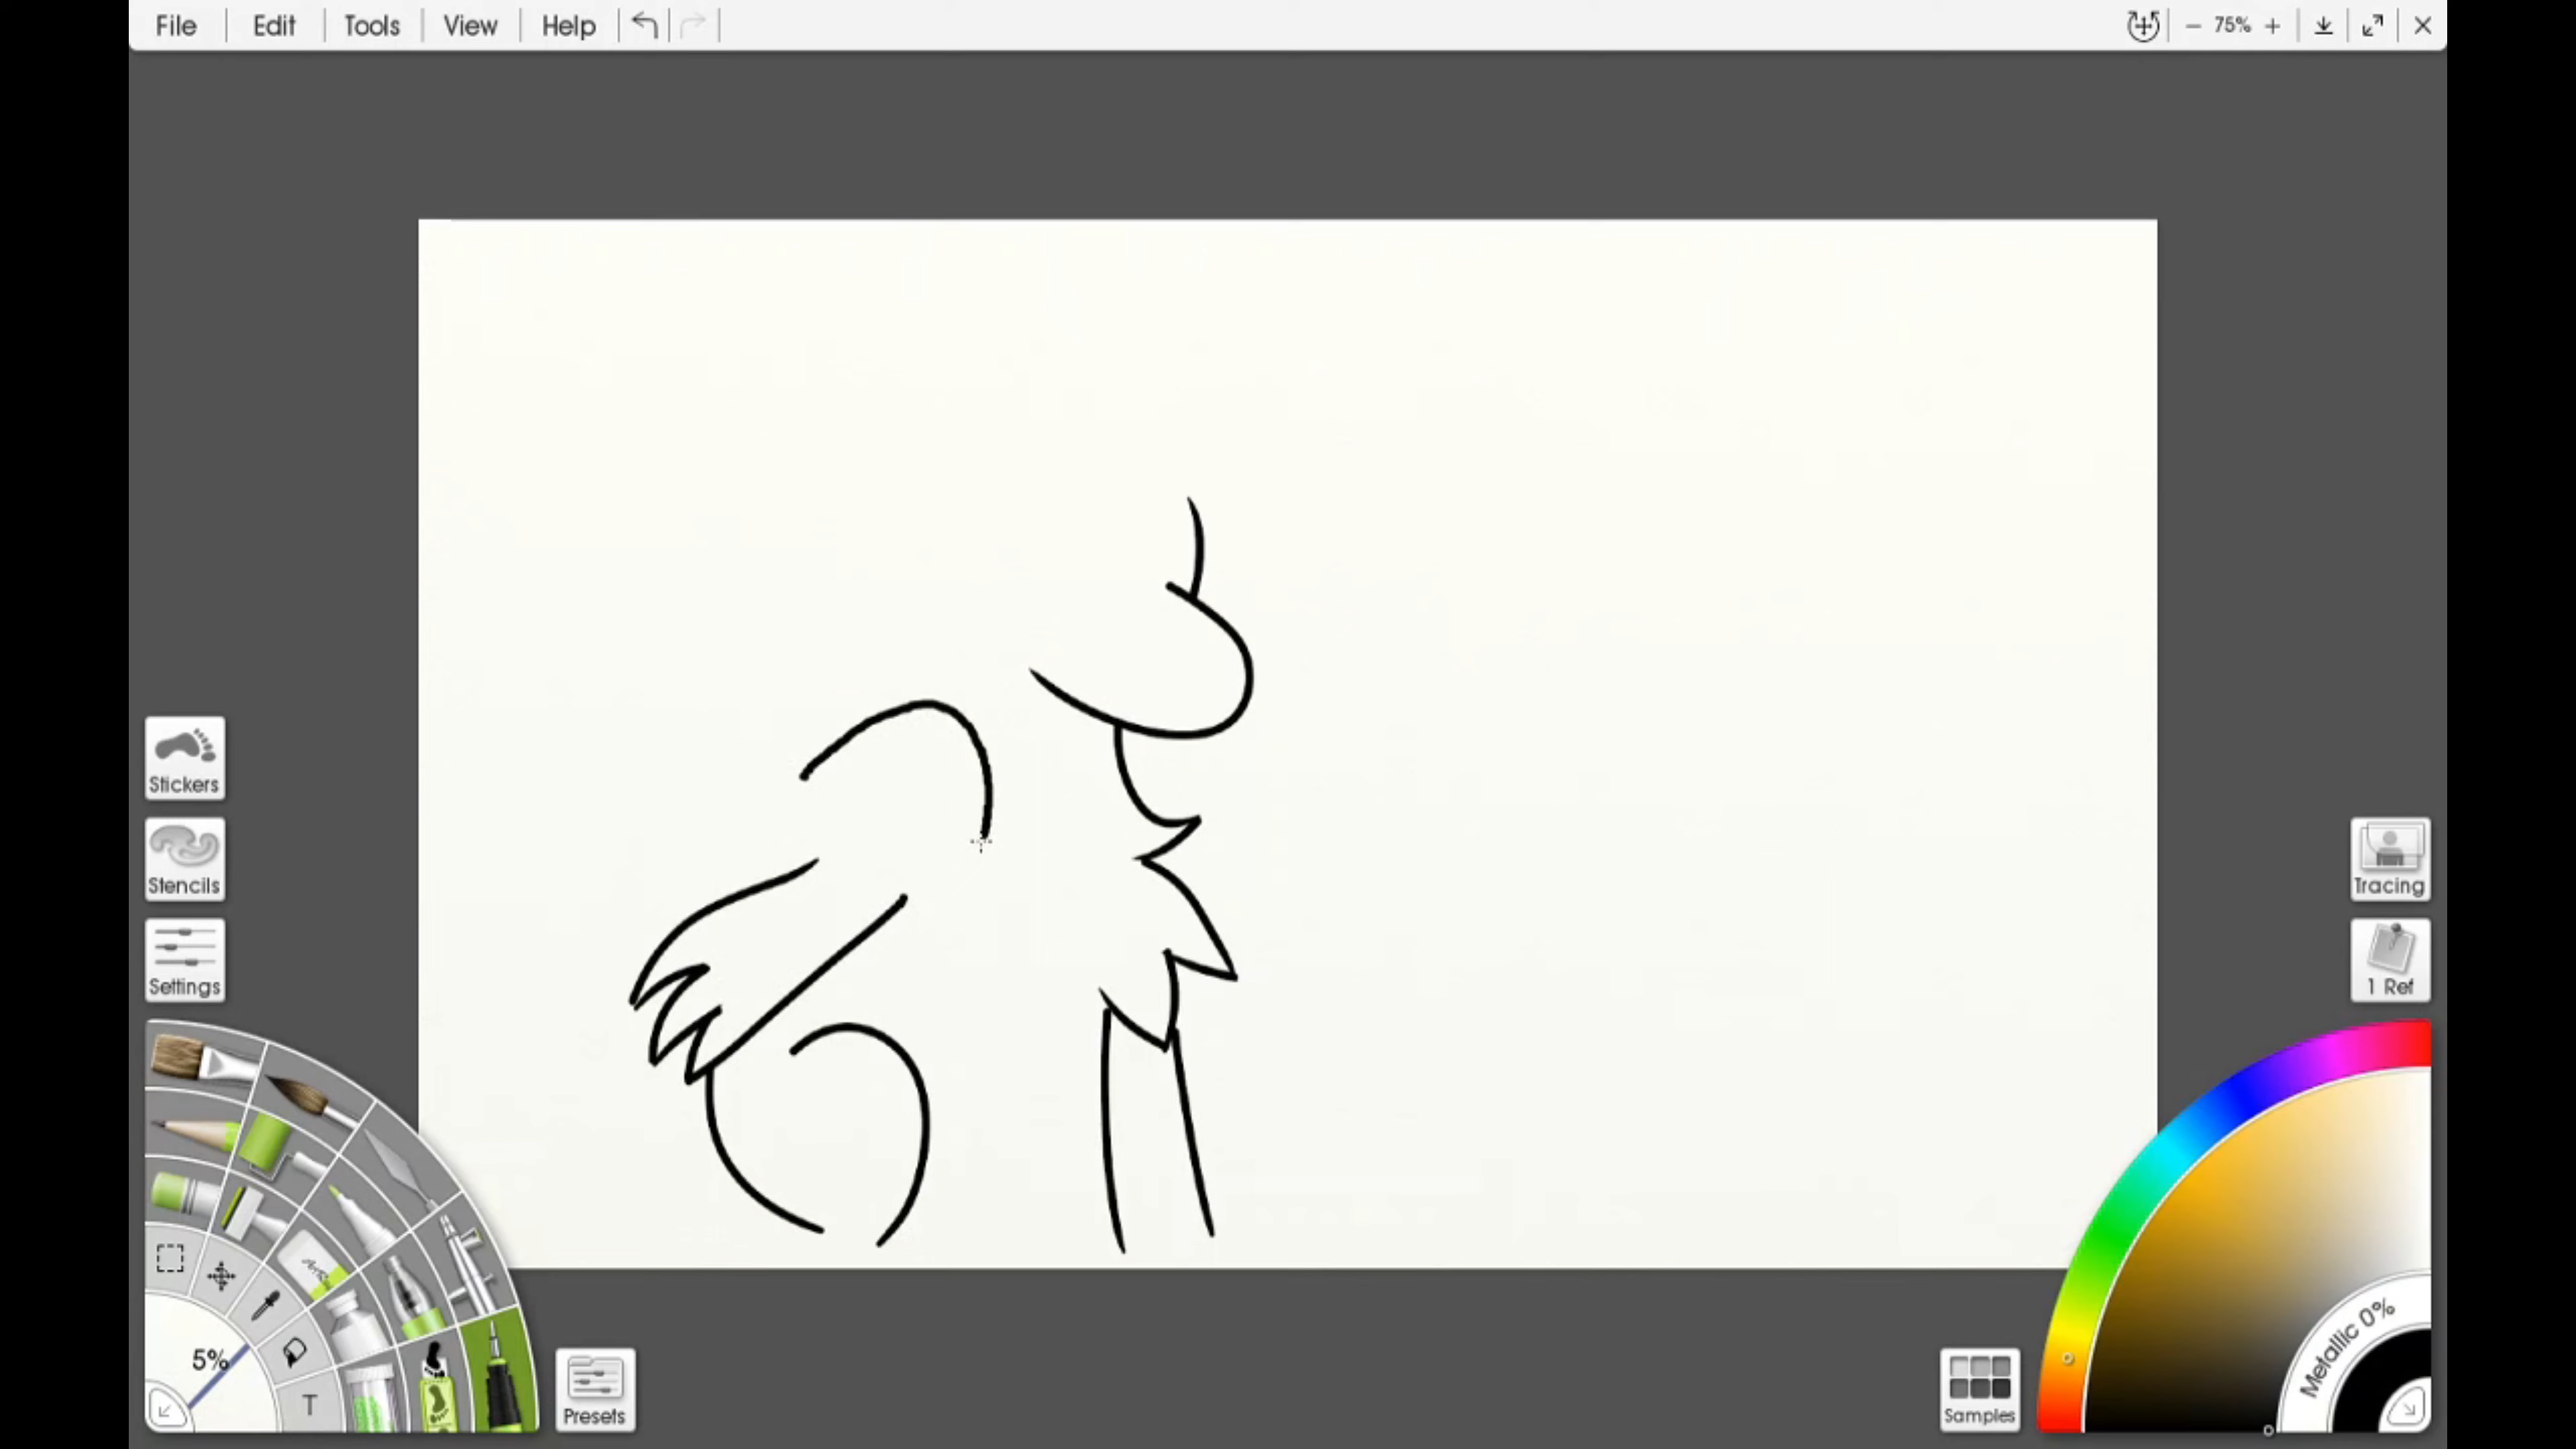 File Edit Tools View Help 75%
Stickers
Stencils
Settings
Tracing
1 Ref
5%
T
Presets
Samples
Metallic 0%